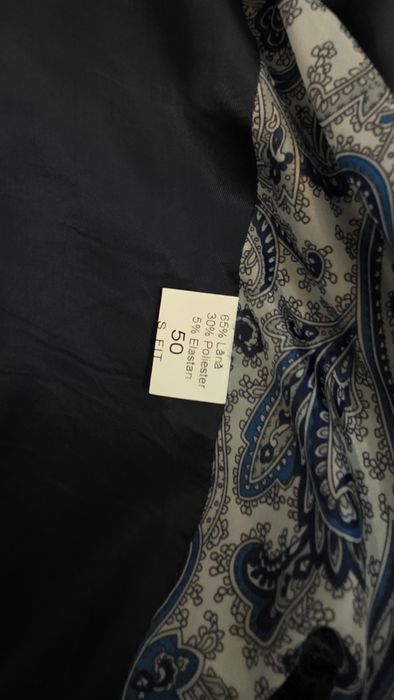 65% Lână
30% Poliester
5% Elastan
50
S FIT